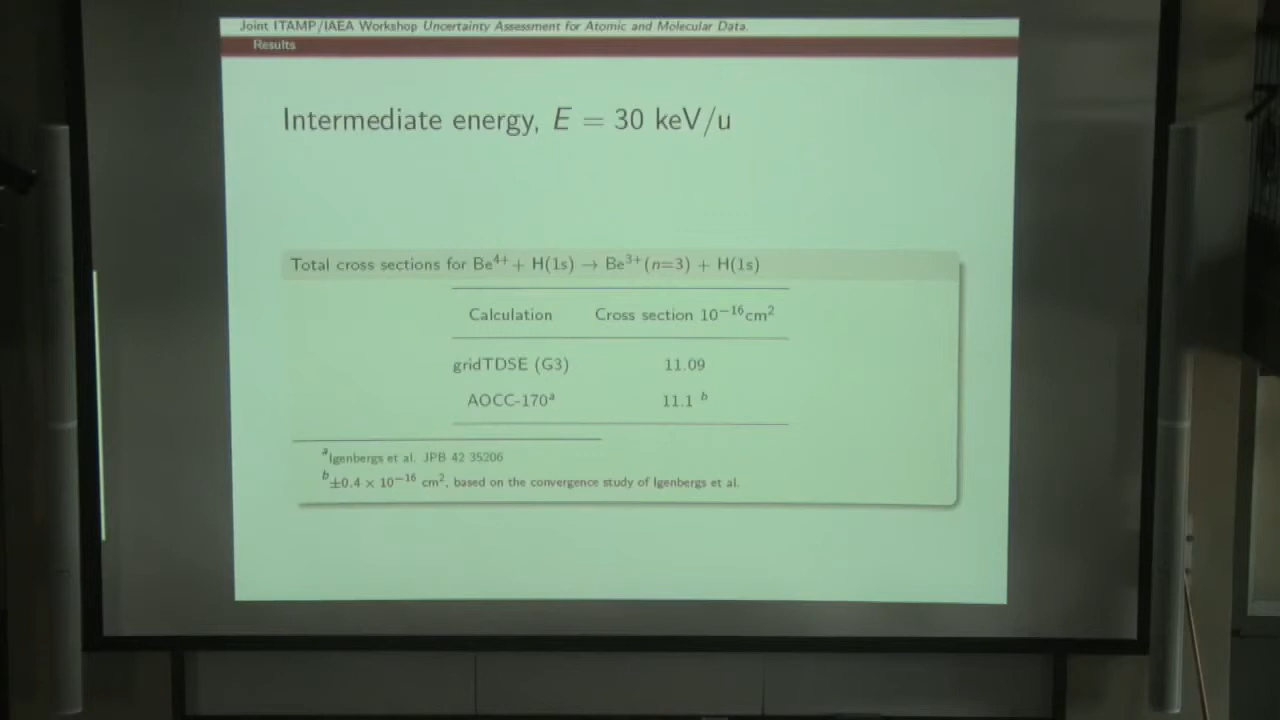 Joint ITAMP/IAEA Workshop Uncertainty Assessment for Atomic and Molecular Data.
Results
Intermediate energy, E = 30 keV/u
Total cross sections for Be⁴⁺ + H(1s) → Be³⁺(n=3) + H(1s)
Calculation Cross section 10⁻¹⁶cm²
gridTDSE (G3) 11.09
AOCC-170ᵃ 11.1 ᵇ
ᵃIgenbergs et al. JPB 42 35206
ᵇ±0.4 × 10⁻¹⁶ cm², based on the convergence study of Igenbergs et al.